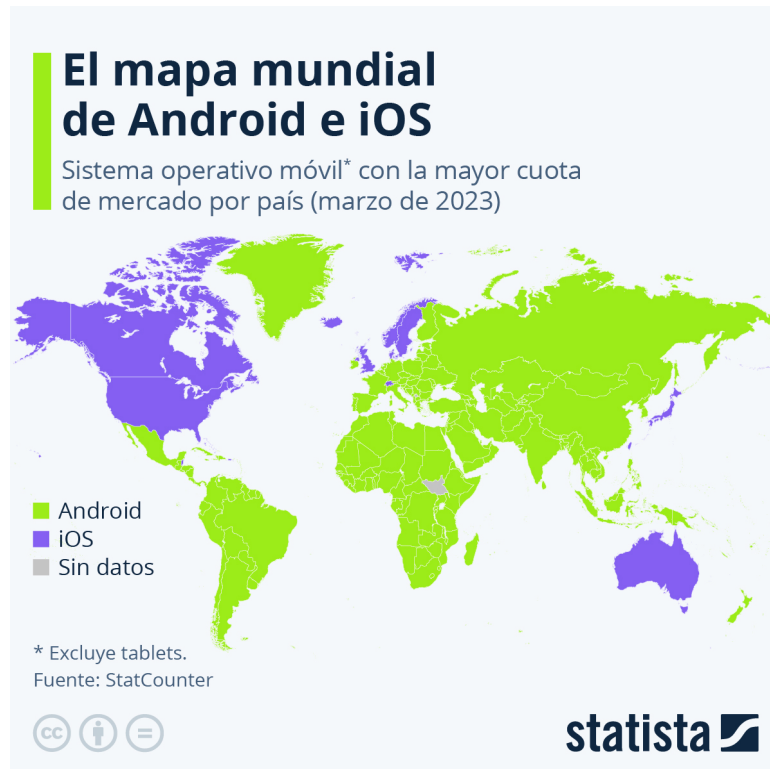 El mapa mundial
de Android e iOS
Sistema operativo móvil* con la mayor cuota
de mercado por país (marzo de 2023)
Android
iOS
Sin datos
* Excluye tablets.
Fuente: StatCounter
cc
statista